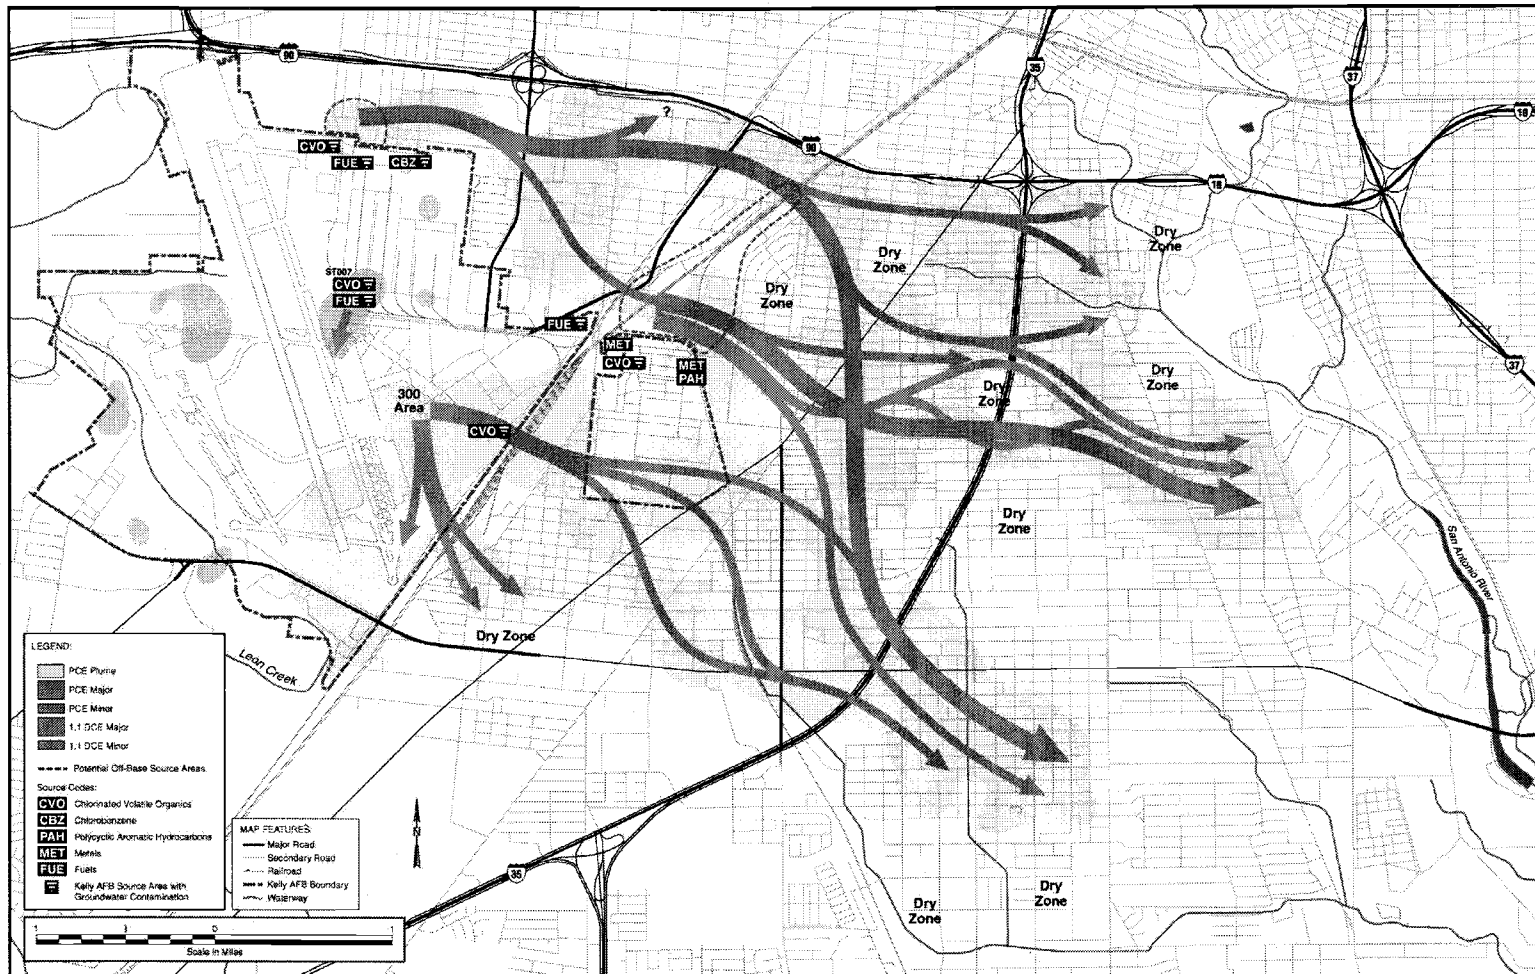 90
35
37
10
?
CVO
FUE
CBZ
90
10
Dry
Zone
Dry
Zone
ST007
CVO
FUE
Dry
Zone
FUE
MET
CVO
MET
PAH
37
300
Area
Dry
Zone
Dry
Zone
CVO
Dry
Zone
San Antonio River
Dry Zone
Leon Creek
LEGEND:
PCE Plume
PCE Major
PCE Minor
1,1 DCE Major
1,1 DCE Minor
Potential Off-Base Source Areas
Source Codes:
CVO Chlorinated Volatile Organics
CBZ Chlorobenzene
PAH Polycyclic Aromatic Hydrocarbons
MET Metals
FUE Fuels
Kelly AFB Source Area with
Groundwater Contamination
MAP FEATURES:
Major Road
Secondary Road
Railroad
Kelly AFB Boundary
Waterway
N
35
Dry
Zone
Dry
Zone
1 0 1
Scale in Miles